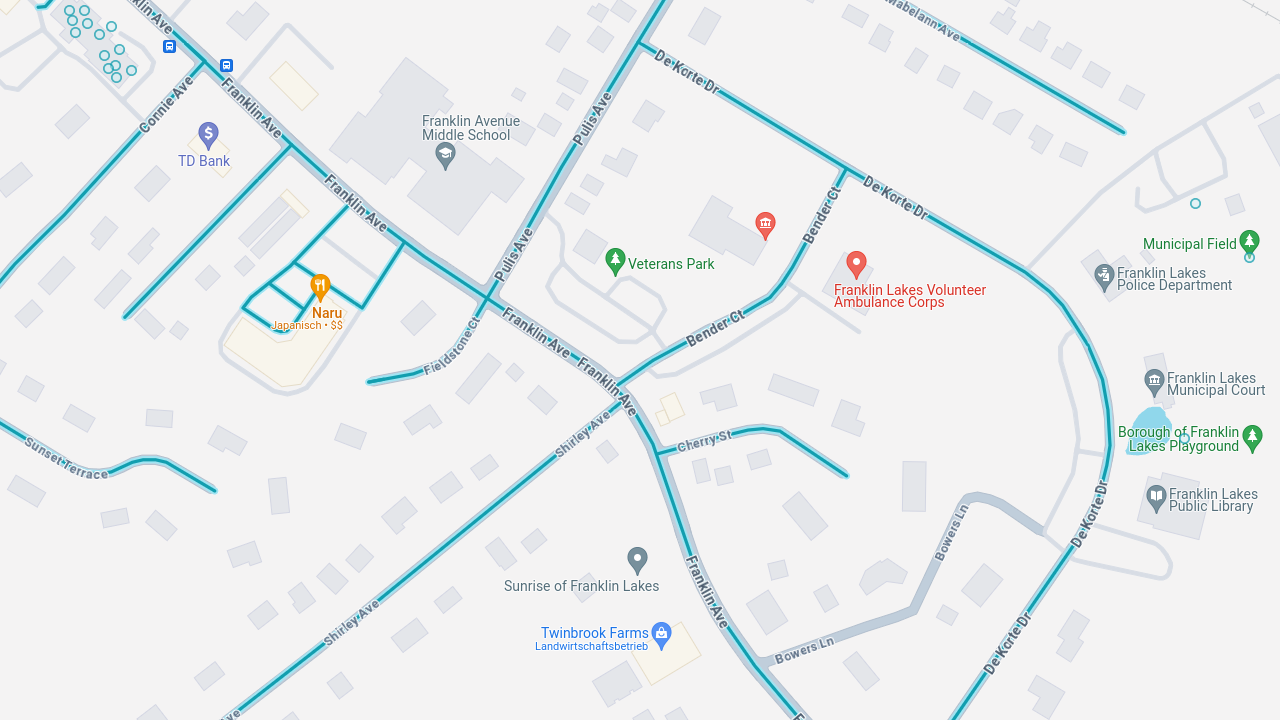 Franklin Ave
Mabelann Ave
De Korte Dr
Connie Ave
Franklin Ave
Pulis Ave
Franklin Avenue
Middle School
TD Bank
Franklin Ave
De Korte Dr
Bender Ct
Municipal Field
Pulis Ave
Veterans Park
Franklin Lakes
Police Department
Franklin Lakes Volunteer
Ambulance Corps
Naru
Japanisch • $$
Fieldstone Ct
Franklin Ave
Bender Ct
Franklin Ave
Franklin Lakes
Municipal Court
Shirley Ave
Cherry St
Borough of Franklin
Lakes Playground
Sunset Terrace
Franklin Lakes
Public Library
De Korte Dr
Bowers Ln
Sunrise of Franklin Lakes
Franklin Ave
Shirley Ave
Twinbrook Farms
Landwirtschaftsbetrieb
Bowers Ln
De Korte Dr